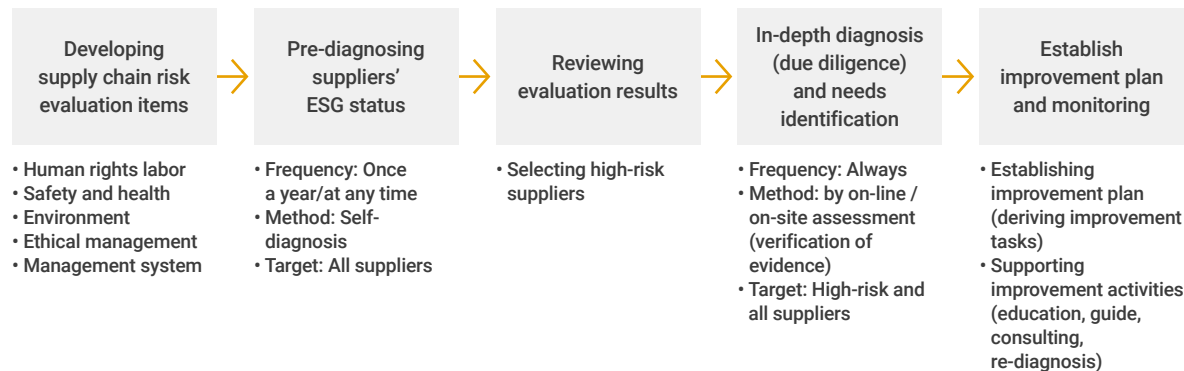 Developing
supply chain risk
evaluation items
Pre-diagnosing
suppliers’
ESG status
Reviewing
evaluation results
In-depth diagnosis
(due diligence)
and needs
identification
Establish
improvement plan
and monitoring
• Human rights labor
• Safety and health
• Environment
• Ethical management
• Management system
• Frequency: Once
a year/at any time
• Method: Self-
diagnosis
• Target: All suppliers
• Selecting high-risk
suppliers
• Frequency: Always
• Method: by on-line /
on-site assessment
(verification of
evidence)
• Target: High-risk and
all suppliers
• Establishing
improvement plan
(deriving improvement
tasks)
• Supporting
improvement activities
(education, guide,
consulting,
re-diagnosis)